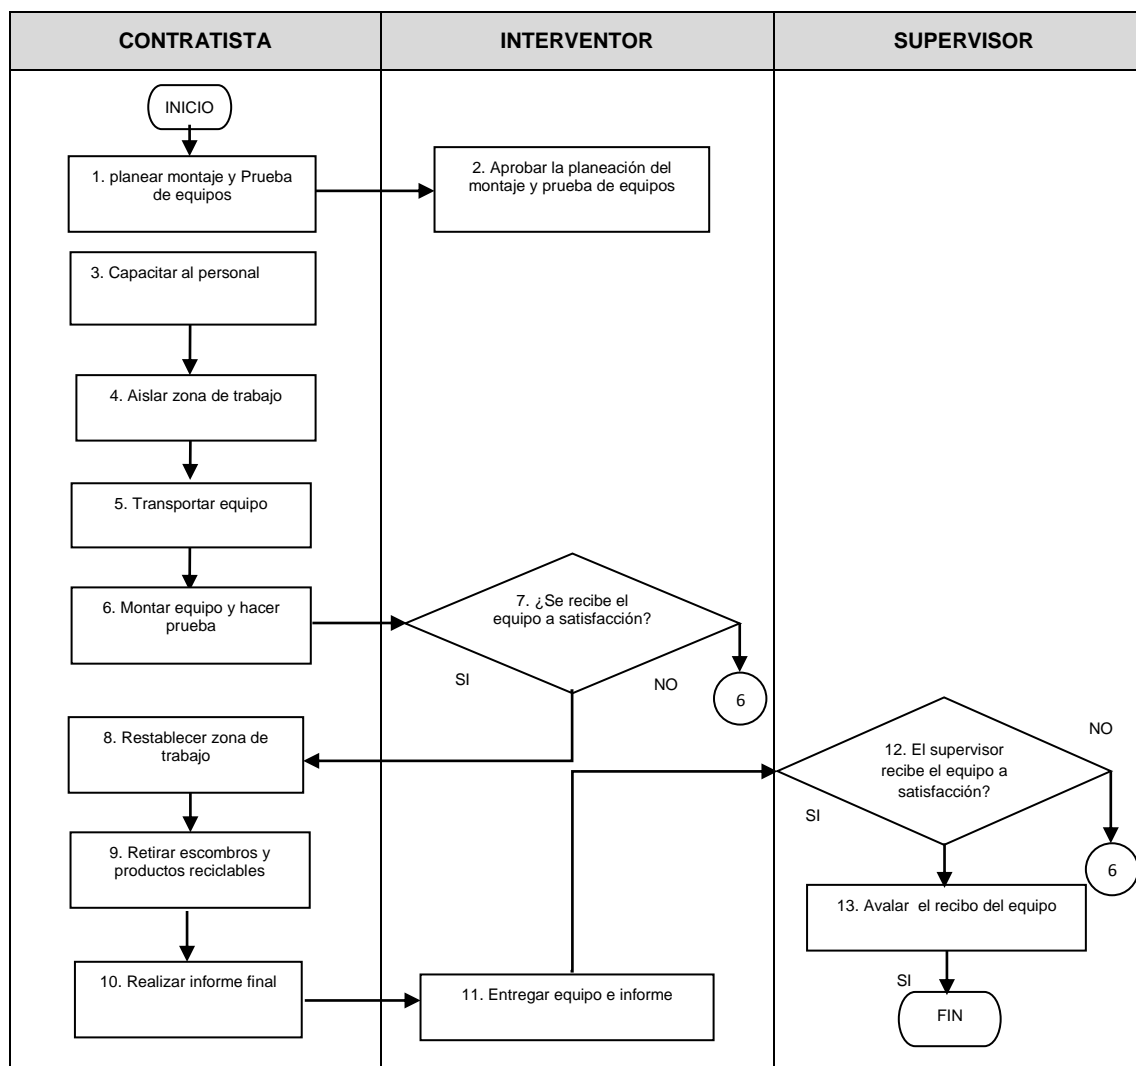 CONTRATISTA
INTERVENTOR
SUPERVISOR
INICIO
1. planear montaje y Prueba
de equipos
2. Aprobar la planeación del
montaje y prueba de equipos
3. Capacitar al personal
4. Aislar zona de trabajo
5. Transportar equipo
6. Montar equipo y hacer
prueba
7. ¿Se recibe el
equipo a satisfacción?
SI
NO
6
8. Restablecer zona de
trabajo
9. Retirar escombros y
productos reciclables
10. Realizar informe final
11. Entregar equipo e informe
12. El supervisor
recibe el equipo a
satisfacción?
NO
SI
6
13. Avalar el recibo del equipo
SI
FIN